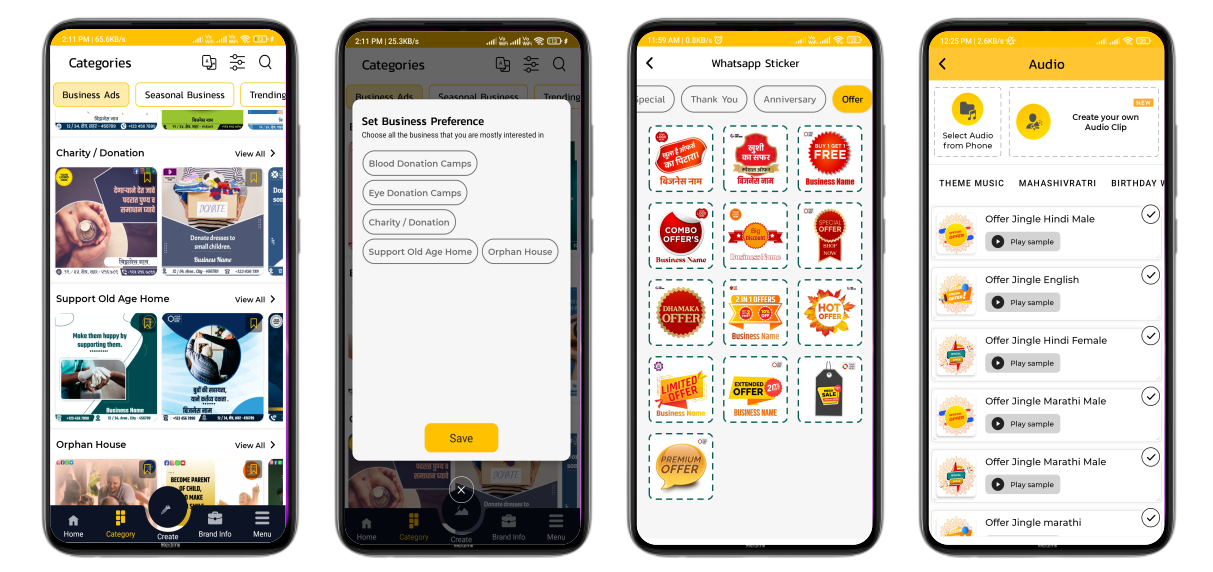 2:11 PM | 65.6KB/s
Categories
Business Ads
Seasonal Business
Trending
बिझनेस नाव
Charity / Donation
View All >
देणाऱ्याने देत जावे
पदरात पुण्य व
समाधान घ्यावे
बिझनेस नाव
DONATE
Donate dresses to
small children.
Business Name
Support Old Age Home
View All >
Make them happy by
supporting them.
Business Name
बिज़नेस नाम
Orphan House
View All >
BECOME PARENT
OF CHILD,
Home
Category
Create
Brand Info
Menu
2:11 PM | 25.3KB/s
Categories
Business Ads
Seasonal Business
Trending
Set Business Preference
Choose all the business that you are mostly interested in
Blood Donation Camps
Eye Donation Camps
Charity / Donation
Support Old Age Home
Orphan House
Save
DONATE
Donate dresses to
Home
Category
Create
Brand Info
Menu
11:59 AM | 0.8KB/s
Whatsapp Sticker
Special
Thank You
Anniversary
Offer
खुला है ऑफर्स
का पिटारा!
बिज़नेस नाम
खुशी
का सफर
स्पेशल ऑफर
बिज़नेस नाम
BUY 1 GET 1
FREE
Business Name
COMBO
OFFER'S
Business Name
Big
Discount
Business Name
SPECIAL
OFFER
SHOP
NOW
DHAMAKA
OFFER
2 IN 1 OFFERS
Business Name
HOT
OFFER
LIMITED
OFFER
Business Name
EXTENDED
OFFER
20%
BUSINESS NAME
MEGA
SALE
PREMIUM
OFFER
12:25 PM | 2.6KB/s
Audio
Select Audio
from Phone
NEW
Create your own
Audio Clip
THEME MUSIC
MAHASHIVRATRI
BIRTHDAY
Offer Jingle Hindi Male
Play sample
Offer Jingle English
Play sample
Offer Jingle Hindi Female
Play sample
Offer Jingle Marathi Male
Play sample
Offer Jingle Marathi Male
Play sample
Offer Jingle marathi